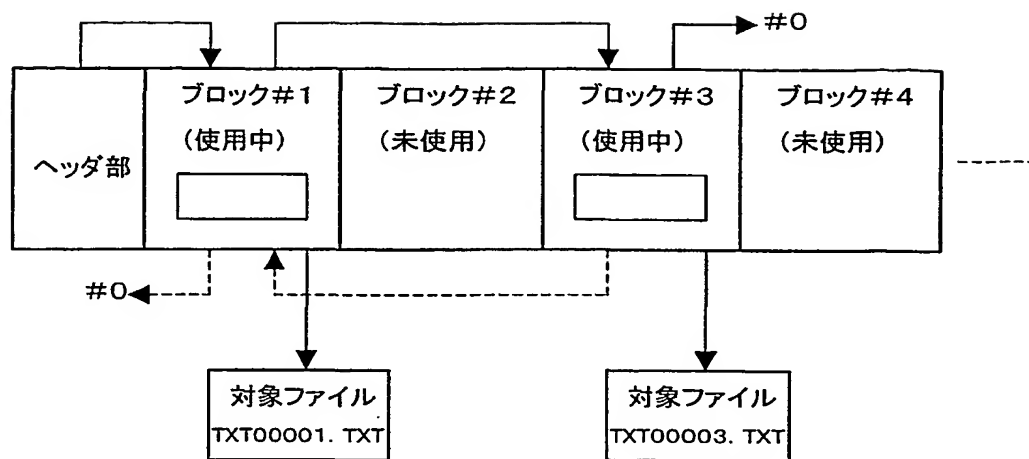 #0
ヘッダ部
ブロック#1
(使用中)
ブロック#2
(未使用)
ブロック#3
(使用中)
ブロック#4
(未使用)
#0
対象ファイル
TXT00001. TXT
対象ファイル
TXT00003. TXT